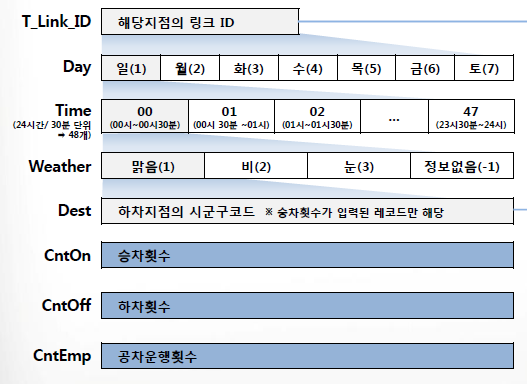 T_Link_ID 해당지점의 링크 ID
Day 일(1) 월(2) 화(3) 수(4) 목(5) 금(6) 토(7)
Time 00 01 02 ... 47
(24시간/ 30분 단위 (00시~00시30분) (00시 30분 ~01시) (01시~01시30분) (23시30분~24시)
➡ 48개)
Weather 맑음(1) 비(2) 눈(3) 정보없음(-1)
Dest 하차지점의 시군구코드 ※ 승차횟수가 입력된 레코드만 해당
CntOn 승차횟수
CntOff 하차횟수
CntEmp 공차운행횟수